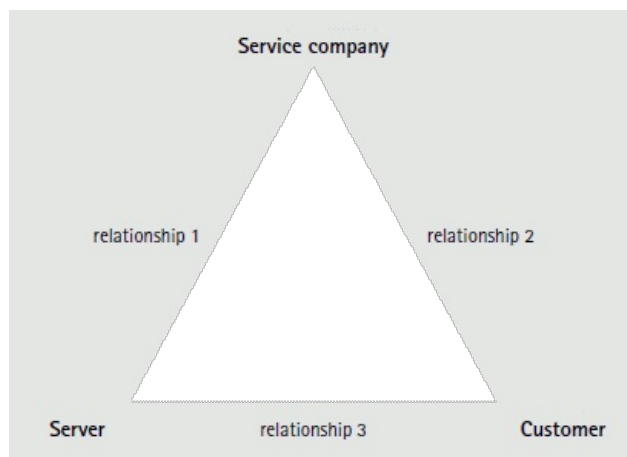 Service company
relationship 1
relationship 2
Server
relationship 3
Customer